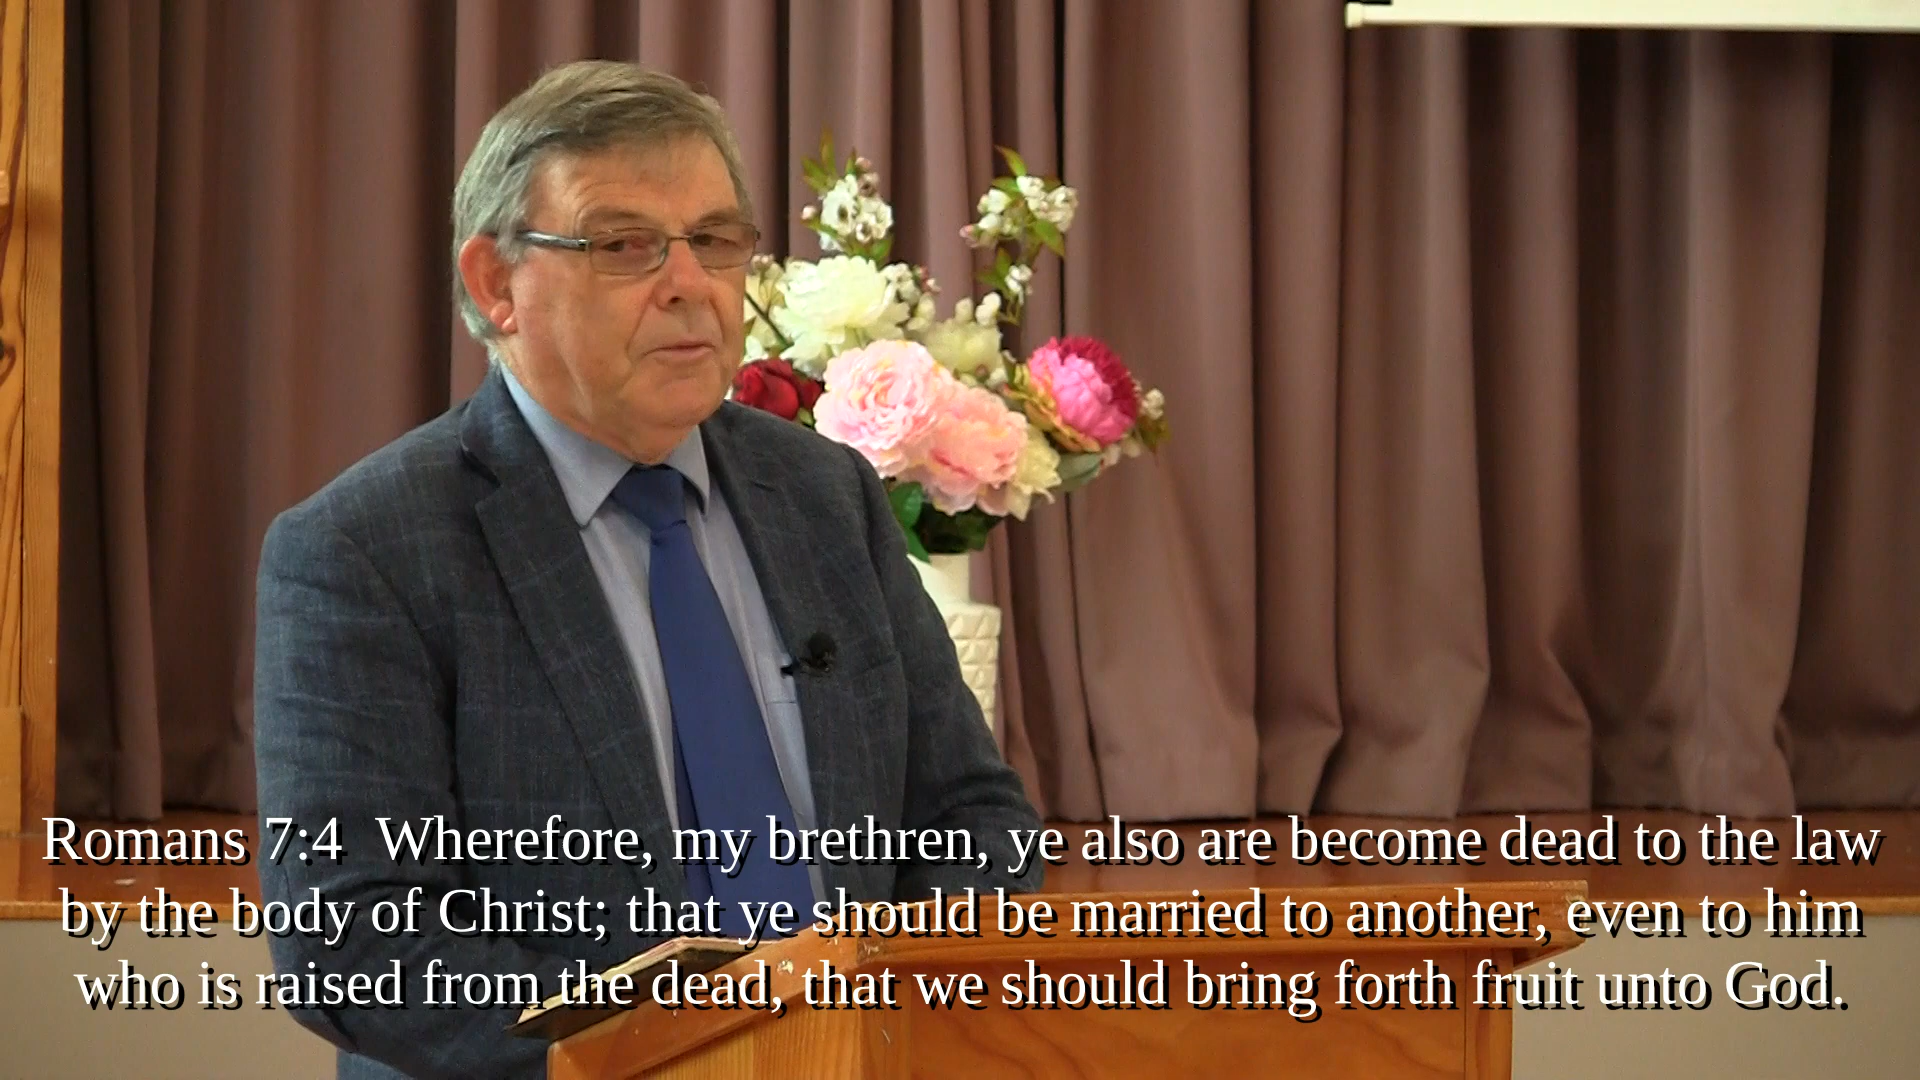 Romans 7:4  Wherefore, my brethren, ye also are become dead to the law
by the body of Christ; that ye should be married to another, even to him
who is raised from the dead, that we should bring forth fruit unto God.